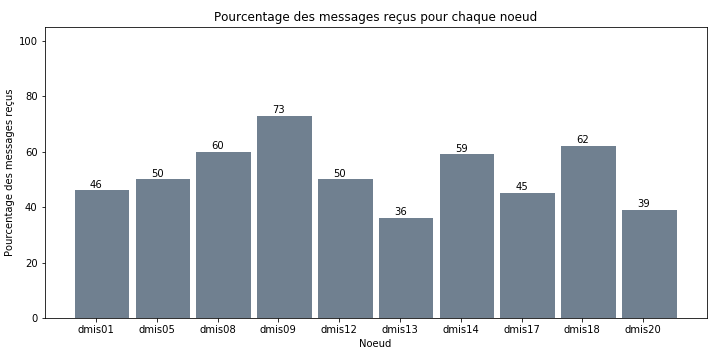 Pourcentage des messages reçus pour chaque noeud
Pourcentage des messages reçus
100
80
60
40
20
0
46
50
60
73
50
36
59
45
62
39
dmis01
dmis05
dmis08
dmis09
dmis12
dmis13
dmis14
dmis17
dmis18
dmis20
Noeud